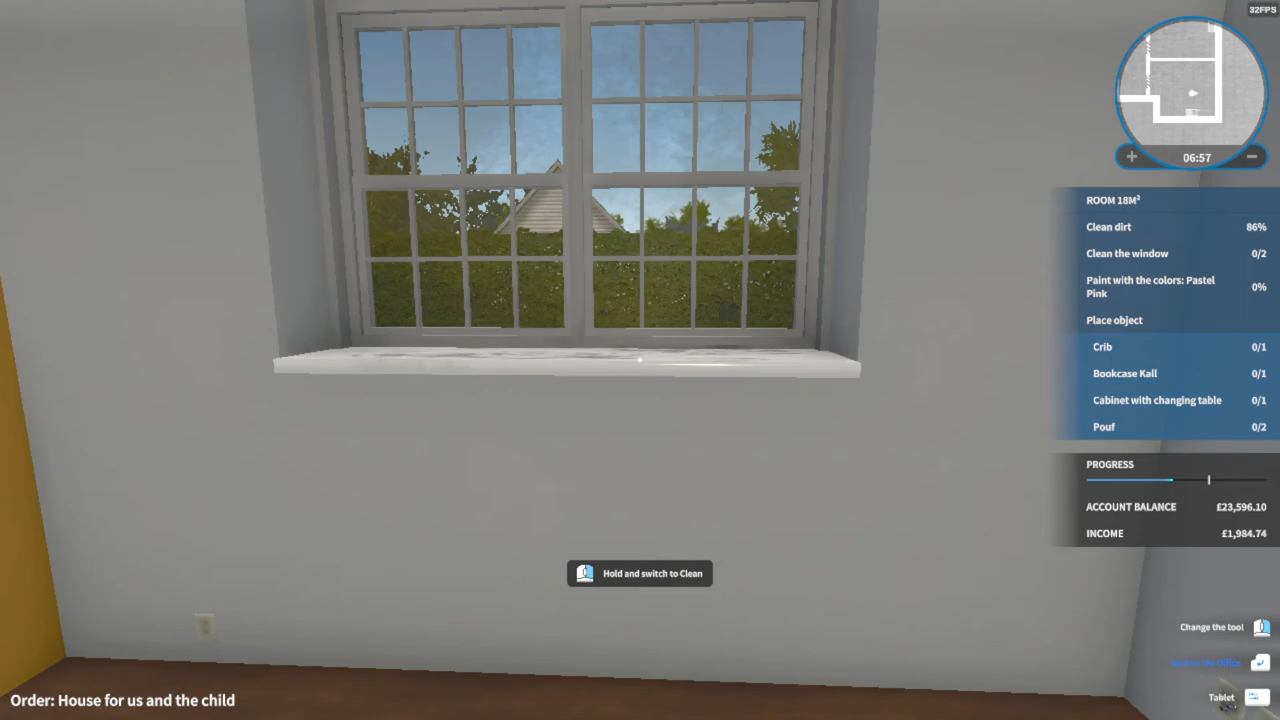 32FPS
06:57
ROOM 18M²
Clean dirt 86%
Clean the window 0/2
Paint with the colors: Pastel
Pink 0%
Place object
Crib 0/1
Bookcase Kall 0/1
Cabinet with changing table 0/1
Pouf 0/2
PROGRESS
ACCOUNT BALANCE £23,596.10
INCOME £1,984.74
Hold and switch to Clean
Change the tool
the Office
Tablet
Order: House for us and the child